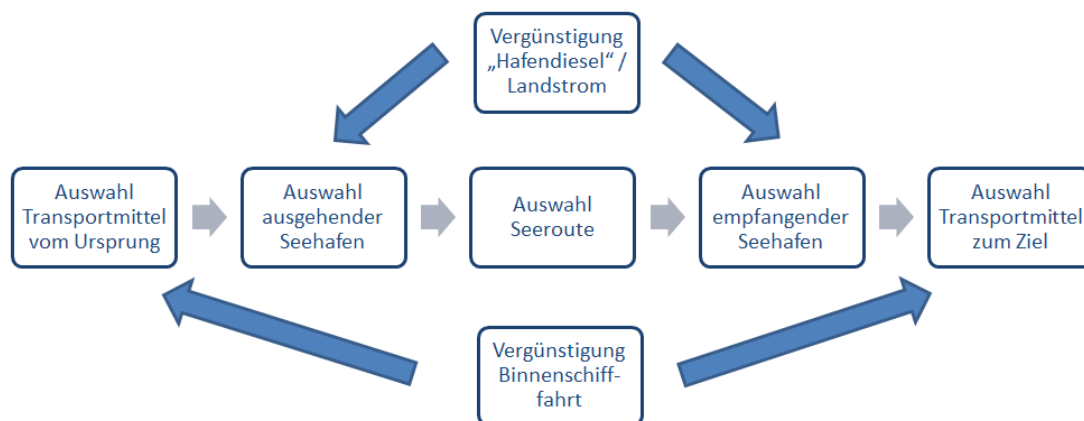 Vergünstigung
„Hafendiesel“ /
Landstrom
Auswahl
Transportmittel
vom Ursprung
Auswahl
ausgehender
Seehafen
Auswahl
Seeroute
Auswahl
empfangender
Seehafen
Auswahl
Transportmittel
zum Ziel
Vergünstigung
Binnenschiff-
fahrt